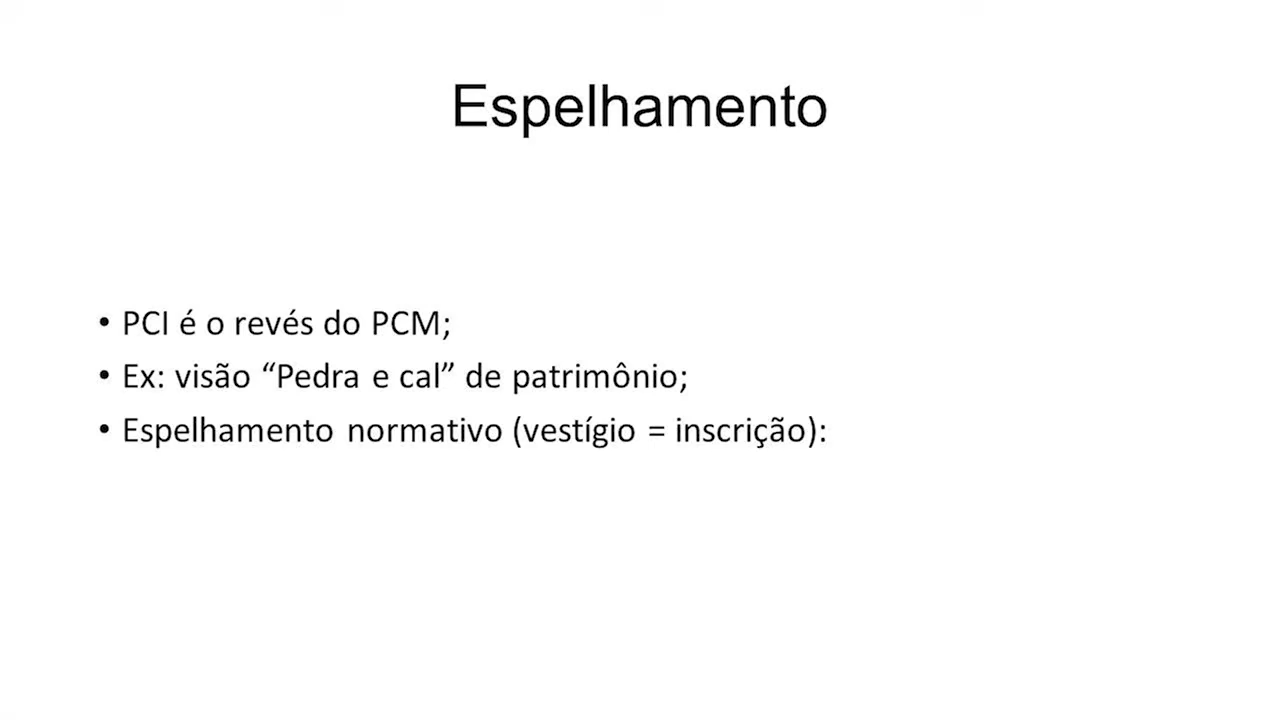 Espelhamento
• PCI é o revés do PCM;
• Ex: visão “Pedra e cal” de patrimônio;
• Espelhamento normativo (vestígio = inscrição):